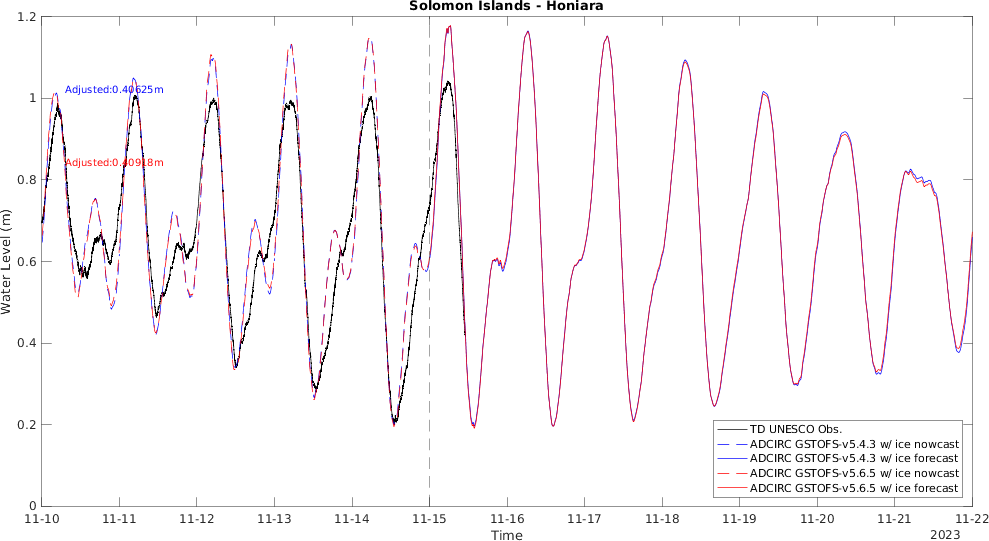 Solomon Islands - Honiara
1.2
1
0.8
0.6
0.4
0.2
0
Water Level (m)
Adjusted:0.40625m
Adjusted:0.40918m
TD UNESCO Obs.
ADCIRC GSTOFS-v5.4.3 w/ ice nowcast
ADCIRC GSTOFS-v5.4.3 w/ ice forecast
ADCIRC GSTOFS-v5.6.5 w/ ice nowcast
ADCIRC GSTOFS-v5.6.5 w/ ice forecast
11-10 11-11 11-12 11-13 11-14 11-15 11-16 11-17 11-18 11-19 11-20 11-21 11-22
Time
2023